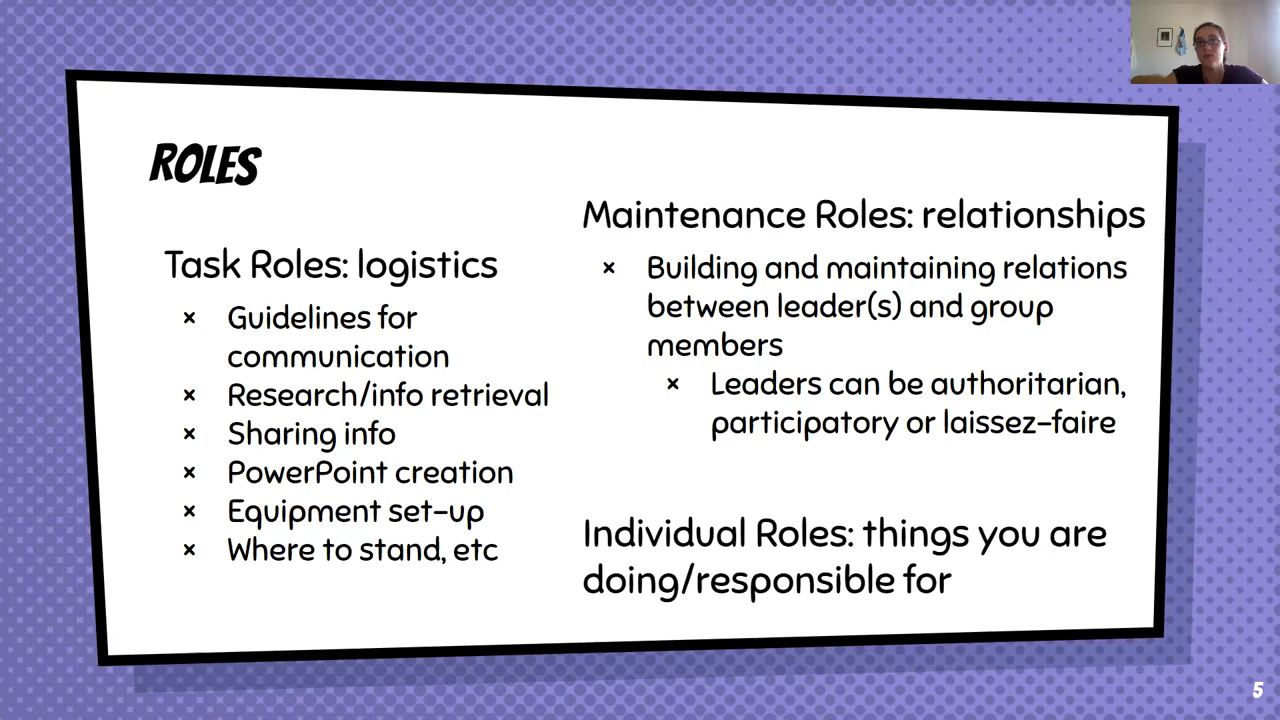 ROLES
Task Roles: logistics
× Guidelines for
communication
× Research/info retrieval
× Sharing info
× PowerPoint creation
× Equipment set-up
× Where to stand, etc
Maintenance Roles: relationships
× Building and maintaining relations
between leader(s) and group
members
× Leaders can be authoritarian,
participatory or laissez-faire
Individual Roles: things you are
doing/responsible for
5